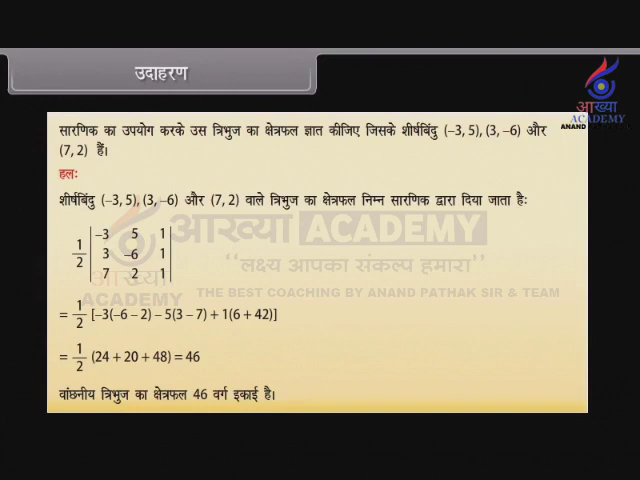 उदाहरण
आख्या
ACADEMY
ANAND
सारणिक का उपयोग करके उस त्रिभुज का क्षेत्रफल ज्ञात कीजिए जिसके शीर्षबिंदु (–3, 5), (3, –6) और
(7, 2) हैं।
हलः
शीर्षबिंदु (–3, 5), (3, –6) और (7, 2) वाले त्रिभुज का क्षेत्रफल निम्न सारणिक द्वारा दिया जाता हैः
आख्या ACADEMY
1/2 | –3 5 1 |
| 3 –6 1 |
| 7 2 1 |
"लक्ष्य आपका संकल्प हमारा"
आख्या
ACADEMY
THE BEST COACHING BY ANAND PATHAK SIR & TEAM
= 1/2 [–3(–6 – 2) – 5(3 – 7) + 1(6 + 42)]
= 1/2 (24 + 20 + 48) = 46
वांछनीय त्रिभुज का क्षेत्रफल 46 वर्ग इकाई है।